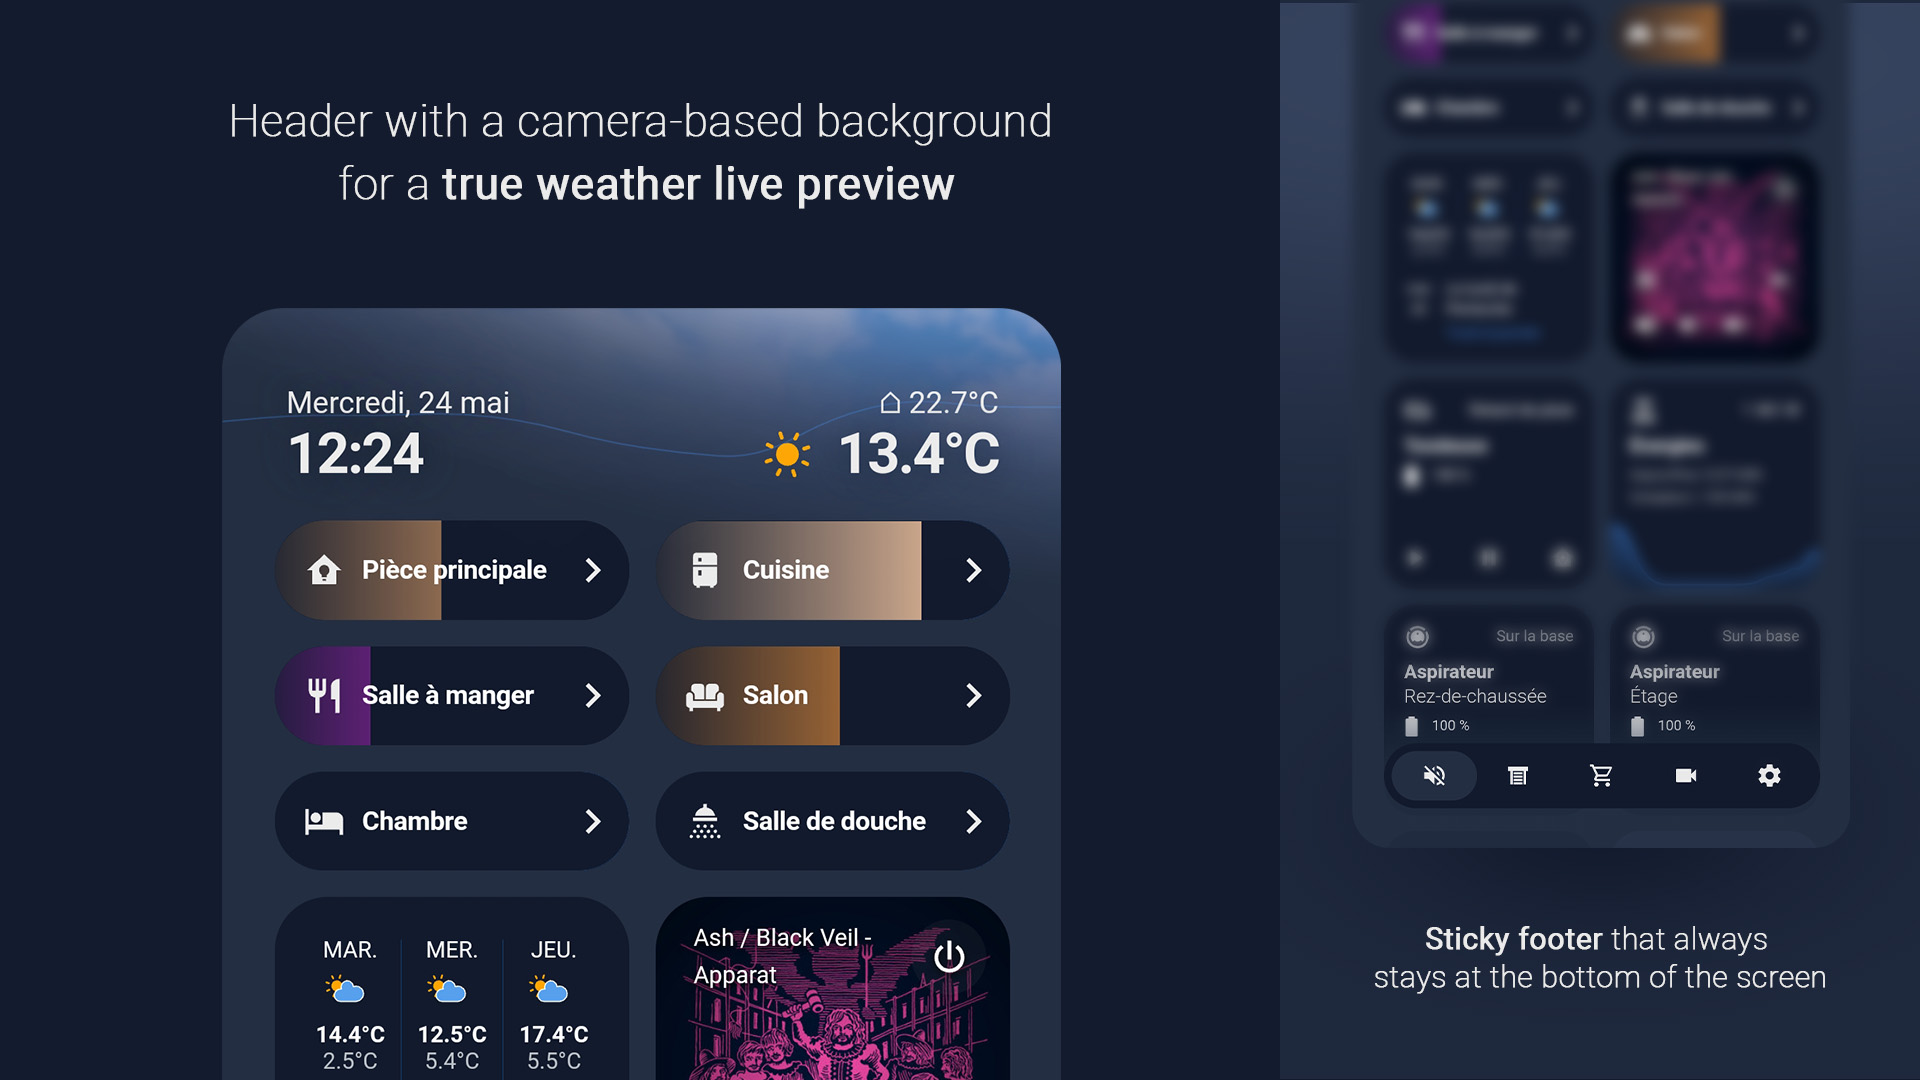 Header with a camera-based background
for a true weather live preview
Mercredi, 24 mai
22.7°C
12:24
13.4°C
Pièce principale
Cuisine
Salle à manger
Salon
Chambre
Salle de douche
MAR.
MER.
JEU.
14.4°C
12.5°C
17.4°C
2.5°C
5.4°C
5.5°C
Ash / Black Veil -
Apparat
Sur la base
Aspirateur
Rez-de-chaussée
100 %
Sur la base
Aspirateur
Étage
100 %
Sticky footer that always
stays at the bottom of the screen